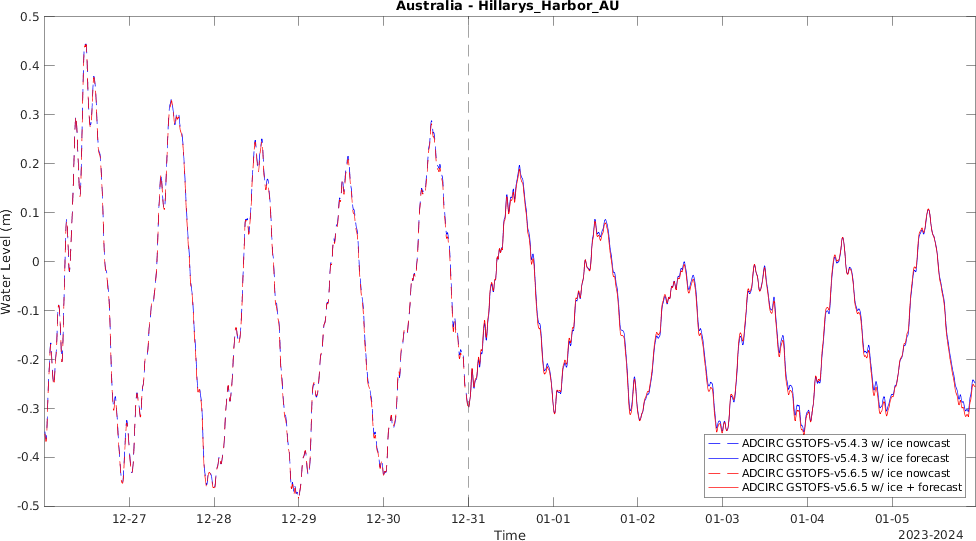 Australia - Hillarys_Harbor_AU
0.5
0.4
0.3
0.2
0.1
0
-0.1
-0.2
-0.3
-0.4
-0.5
Water Level (m)
12-27 12-28 12-29 12-30 12-31 01-01 01-02 01-03 01-04 01-05
Time
2023-2024
ADCIRC GSTOFS-v5.4.3 w/ ice nowcast
ADCIRC GSTOFS-v5.4.3 w/ ice forecast
ADCIRC GSTOFS-v5.6.5 w/ ice nowcast
ADCIRC GSTOFS-v5.6.5 w/ ice + forecast